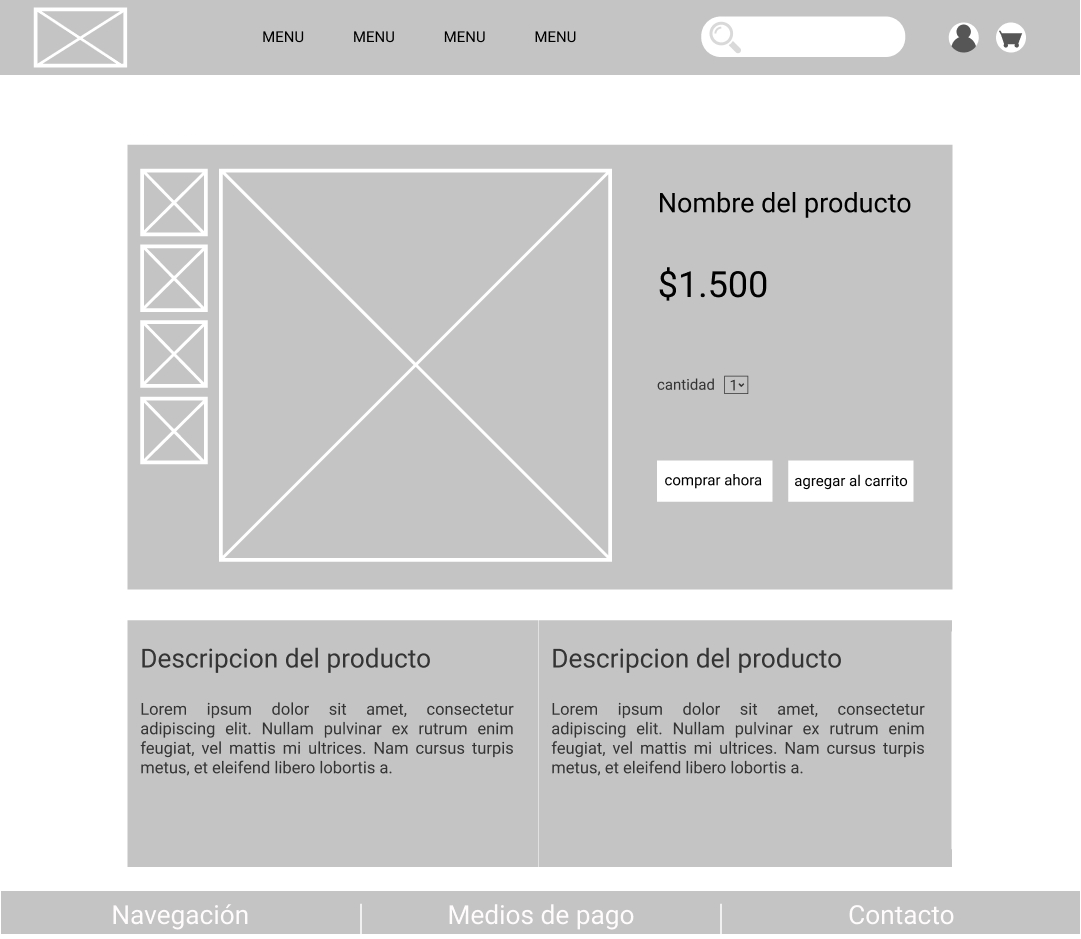 MENU MENU MENU MENU
Nombre del producto
$1.500
cantidad 1
comprar ahora agregar al carrito
Descripcion del producto
Lorem ipsum dolor sit amet, consectetur
adipiscing elit. Nullam pulvinar ex rutrum enim
feugiat, vel mattis mi ultrices. Nam cursus turpis
metus, et eleifend libero lobortis a.
Descripcion del producto
Lorem ipsum dolor sit amet, consectetur
adipiscing elit. Nullam pulvinar ex rutrum enim
feugiat, vel mattis mi ultrices. Nam cursus turpis
metus, et eleifend libero lobortis a.
Navegación Medios de pago Contacto